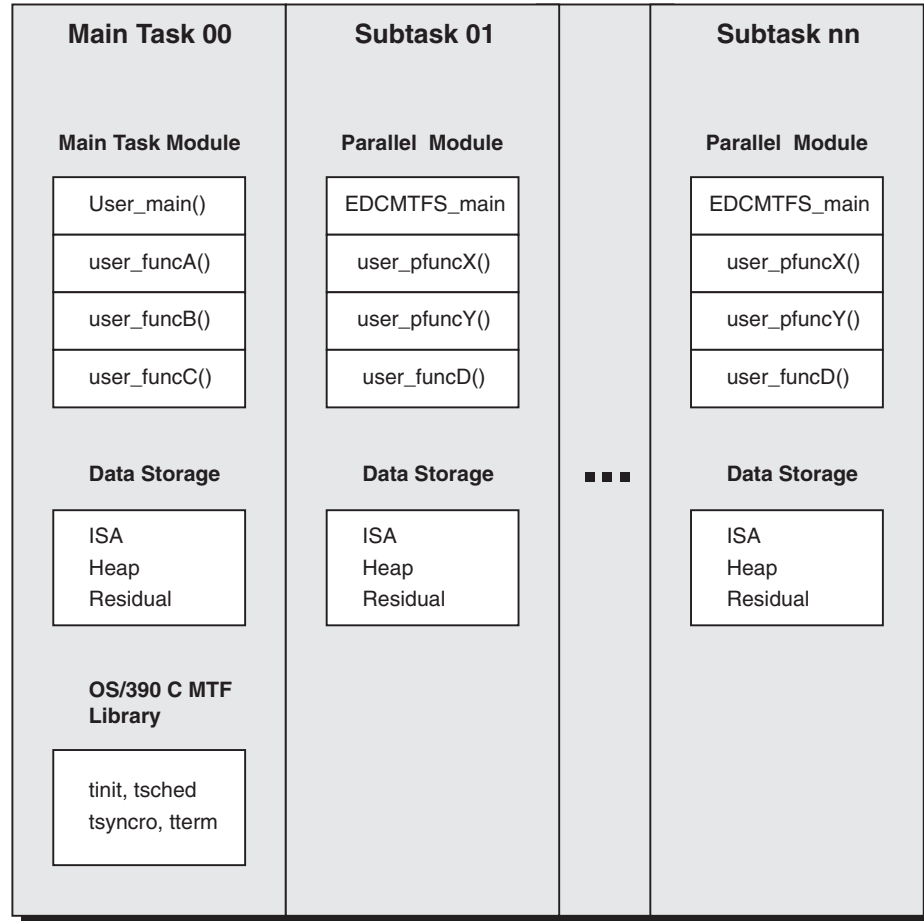 Main Task 00
Main Task Module
User_main()
user_funcA()
user_funcB()
user_funcC()
Data Storage
ISA
Heap
Residual
OS/390 C MTF
Library
tinit, tsched
tsyncro, tterm
Subtask 01
Parallel Module
EDCMTFS_main
user_pfuncX()
user_pfuncY()
user_funcD()
Data Storage
ISA
Heap
Residual
...
Subtask nn
Parallel Module
EDCMTFS_main
user_pfuncX()
user_pfuncY()
user_funcD()
Data Storage
ISA
Heap
Residual